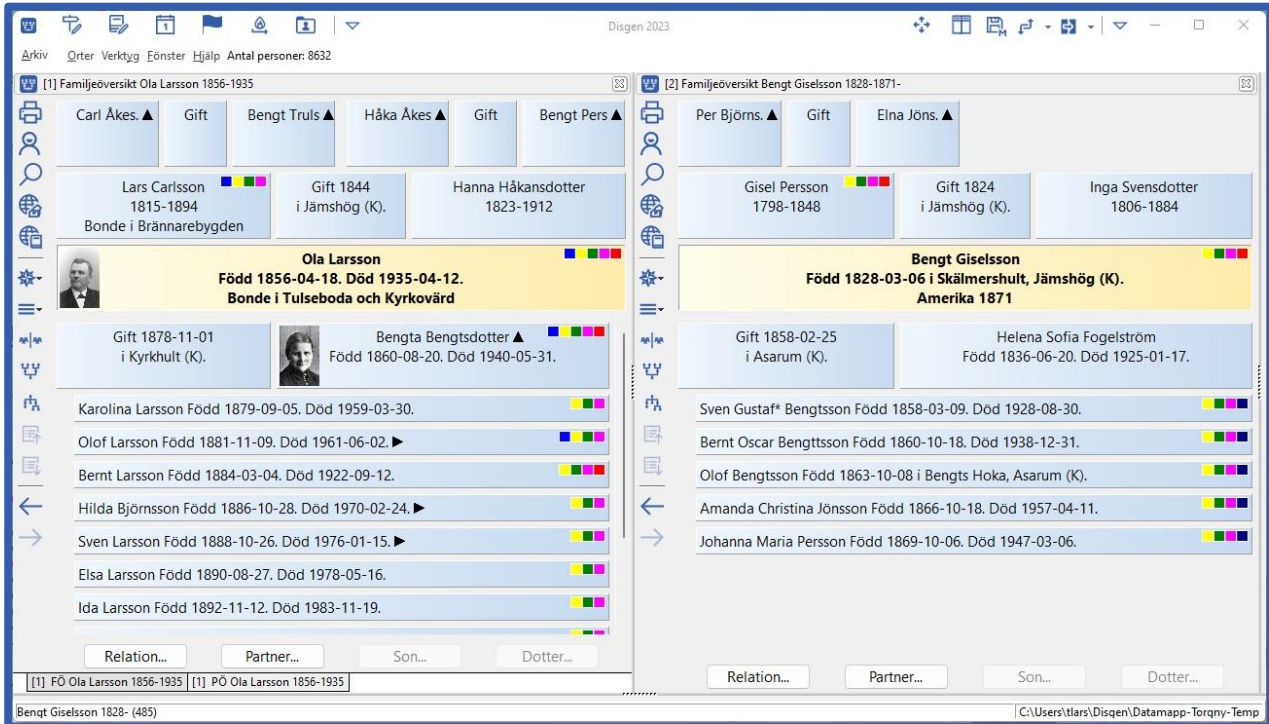 Disgen 2023
Arkiv Orter Verktyg Fönster Hjälp Antal personer: 8632
[1] Familjeöversikt Ola Larsson 1856-1935
Carl Åkes. ▲ Gift Bengt Truls ▲ Håka Åkes ▲ Gift Bengt Pers ▲
Lars Carlsson
1815-1894
Bonde i Brännarebygden
Gift 1844
i Jämshög (K).
Hanna Håkansdotter
1823-1912
Ola Larsson
Född 1856-04-18. Död 1935-04-12.
Bonde i Tulseboda och Kyrkovärd
Gift 1878-11-01
i Kyrkhult (K).
Bengta Bengtsdotter ▲
Född 1860-08-20. Död 1940-05-31.
Karolina Larsson Född 1879-09-05. Död 1959-03-30.
Olof Larsson Född 1881-11-09. Död 1961-06-02. ▶
Bernt Larsson Född 1884-03-04. Död 1922-09-12.
Hilda Björnsson Född 1886-10-28. Död 1970-02-24. ▶
Sven Larsson Född 1888-10-26. Död 1976-01-15. ▶
Elsa Larsson Född 1890-08-27. Död 1978-05-16.
Ida Larsson Född 1892-11-12. Död 1983-11-19.
Relation... Partner... Son... Dotter...
[1] FÖ Ola Larsson 1856-1935 [1] PÖ Ola Larsson 1856-1935
[2] Familjeöversikt Bengt Giselsson 1828-1871-
Per Björns. ▲ Gift Elna Jöns. ▲
Gisel Persson
1798-1848
Gift 1824
i Jämshög (K).
Inga Svensdotter
1806-1884
Bengt Giselsson
Född 1828-03-06 i Skälmershult, Jämshög (K).
Amerika 1871
Gift 1858-02-25
i Asarum (K).
Helena Sofia Fogelström
Född 1836-06-20. Död 1925-01-17.
Sven Gustaf* Bengtsson Född 1858-03-09. Död 1928-08-30.
Bernt Oscar Bengttsson Född 1860-10-18. Död 1938-12-31.
Olof Bengtsson Född 1863-10-08 i Bengts Hoka, Asarum (K).
Amanda Christina Jönsson Född 1866-10-18. Död 1957-04-11.
Johanna Maria Persson Född 1869-10-06. Död 1947-03-06.
Relation... Partner... Son... Dotter...
Bengt Giselsson 1828- (485)
C:\Users\tlars\Disgen\Datamapp-Torgny-Temp